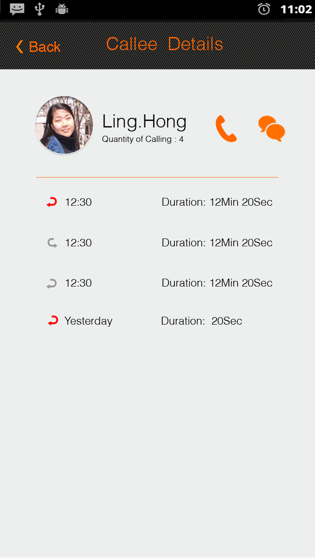 11:02
Back
Callee Details
Ling.Hong
Quantity of Calling : 4
12:30 Duration: 12Min 20Sec
12:30 Duration: 12Min 20Sec
12:30 Duration: 12Min 20Sec
Yesterday Duration: 20Sec